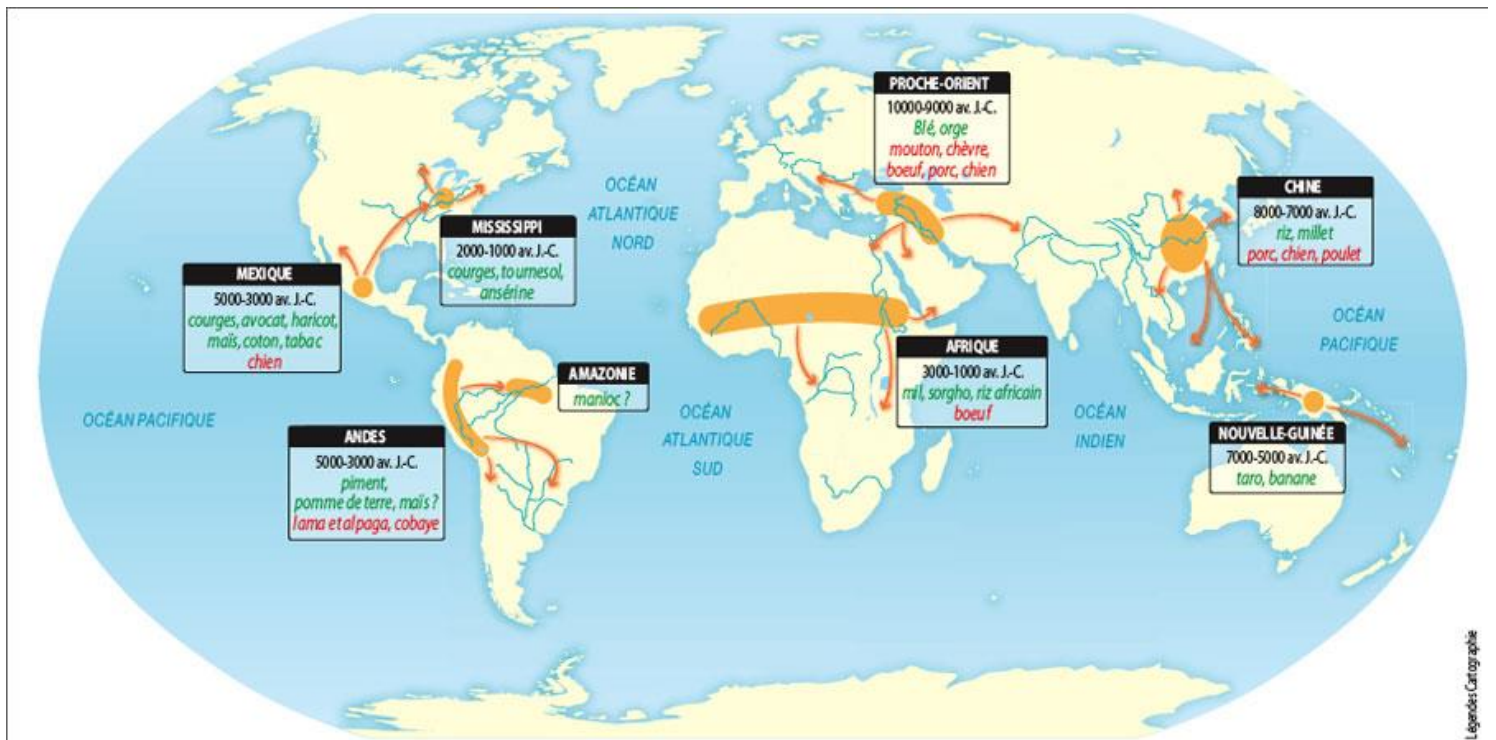 PROCHE-ORIENT
10000-9000 av. J.-C.
Blé, orge
mouton, chèvre,
boeuf, porc, chien
OCÉAN
ATLANTIQUE
NORD
CHINE
8000-7000 av. J.-C.
riz, millet
porc, chien, poulet
MISSISSIPPI
2000-1000 av. J.-C.
courges, tournesol,
ansérine
MEXIQUE
5000-3000 av. J.-C.
courges, avocat, haricot,
maïs, coton, tabac
chien
OCÉAN
PACIFIQUE
AFRIQUE
3000-1000 av. J.-C.
mil, sorgho, riz africain
boeuf
AMAZONIE
manioc ?
OCÉAN PACIFIQUE
OCÉAN
ATLANTIQUE
SUD
OCÉAN
INDIEN
ANDES
5000-3000 av. J.-C.
piment,
pomme de terre, maïs ?
lama et alpaga, cobaye
NOUVELLE-GUINÉE
7000-5000 av. J.-C.
taro, banane
Légendes Cartographie